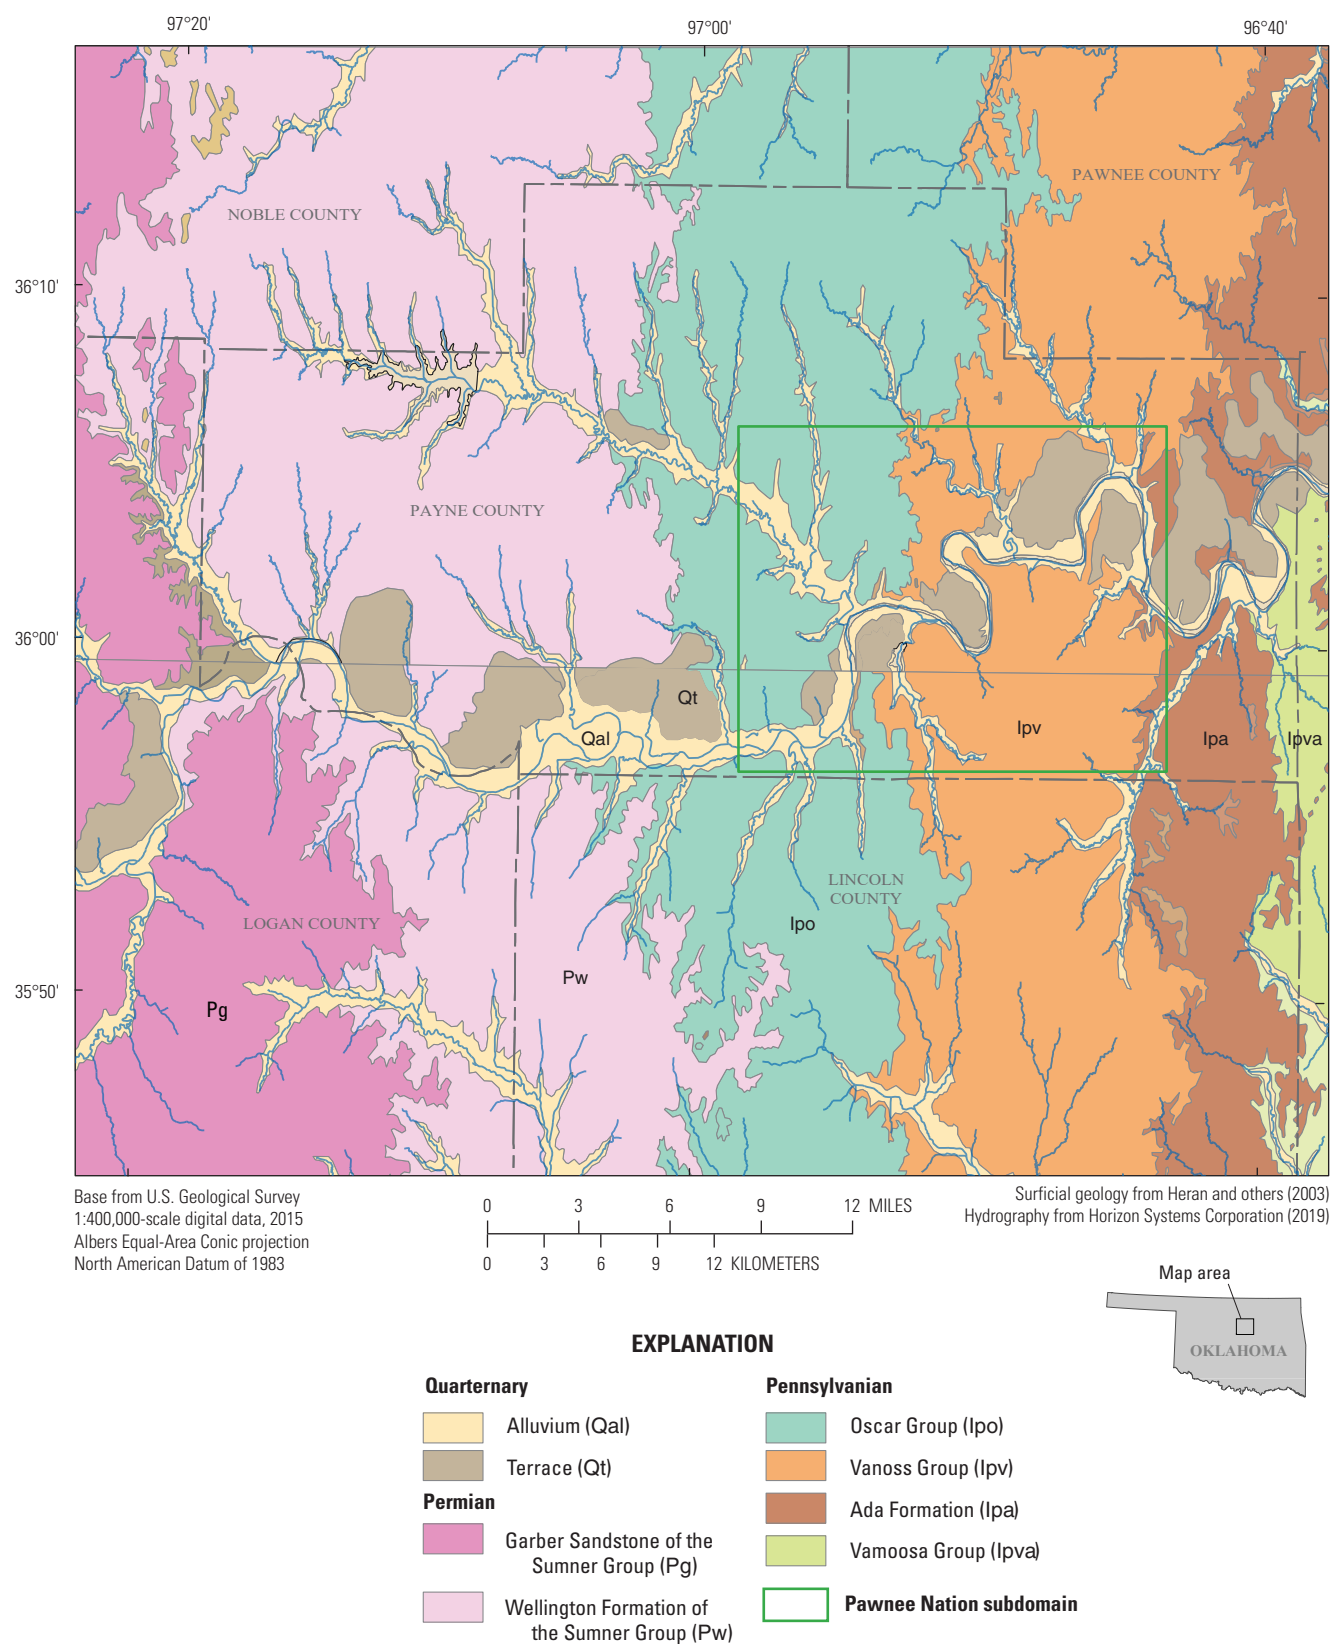 97°20'
97°00'
96°40'
PAWNEE COUNTY
NOBLE COUNTY
36°10'
PAYNE COUNTY
36°00'
Qt
Qal
Ipv
Ipa
Ipva
LINCOLN
COUNTY
LOGAN COUNTY
Ipo
Pw
35°50'
Pg
Base from U.S. Geological Survey
1:400,000-scale digital data, 2015
Albers Equal-Area Conic projection
North American Datum of 1983
0 3 6 9 12 MILES
0 3 6 9 12 KILOMETERS
Surficial geology from Heran and others (2003)
Hydrography from Horizon Systems Corporation (2019)
Map area
OKLAHOMA
EXPLANATION
Quarternary
Alluvium (Qal)
Terrace (Qt)
Permian
Garber Sandstone of the
Sumner Group (Pg)
Wellington Formation of
the Sumner Group (Pw)
Pennsylvanian
Oscar Group (Ipo)
Vanoss Group (Ipv)
Ada Formation (Ipa)
Vamoosa Group (Ipva)
Pawnee Nation subdomain